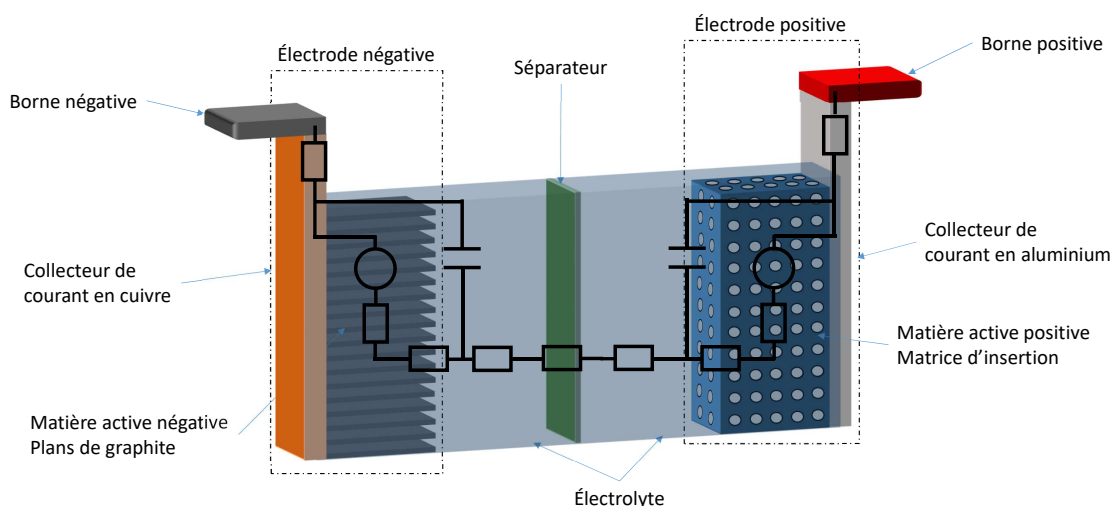 Électrode positive
Électrode négative
Borne positive
Séparateur
Borne négative
Collecteur de
courant en cuivre
Collecteur de
courant en aluminium
Matière active positive
Matrice d’insertion
Matière active négative
Plans de graphite
Électrolyte